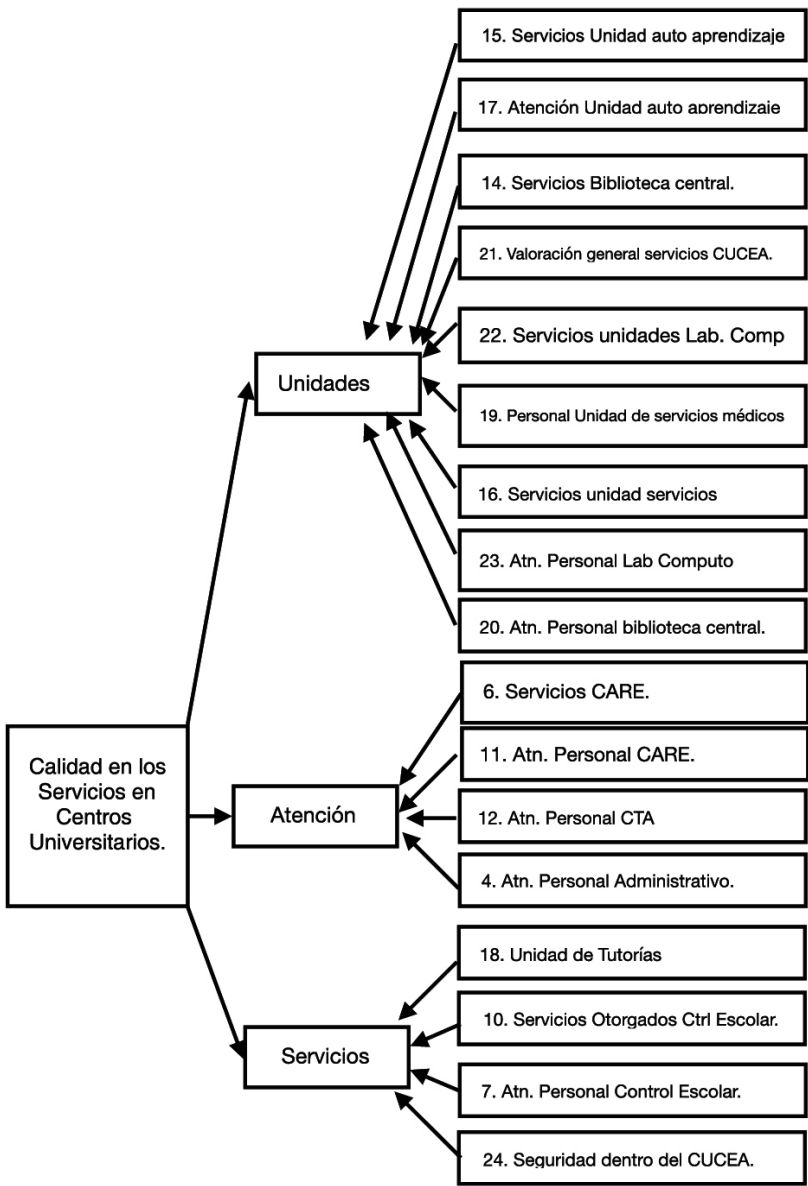 15. Servicios Unidad auto aprendizaje
17. Atención Unidad auto aprendizaje
14. Servicios Biblioteca central.
21. Valoración general servicios CUCEA.
22. Servicios unidades Lab. Comp
Unidades
19. Personal Unidad de servicios médicos
16. Servicios unidad servicios
23. Atn. Personal Lab Computo
20. Atn. Personal biblioteca central.
6. Servicios CARE.
11. Atn. Personal CARE.
Calidad en los
Servicios en
Centros
Universitarios.
Atención
12. Atn. Personal CTA
4. Atn. Personal Administrativo.
18. Unidad de Tutorías
10. Servicios Otorgados Ctrl Escolar.
Servicios
7. Atn. Personal Control Escolar.
24. Seguridad dentro del CUCEA.